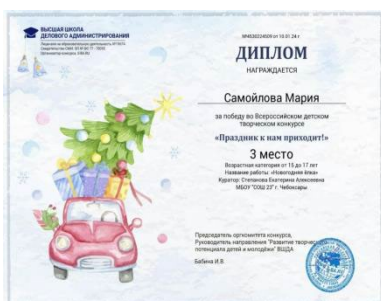 ВЫСШАЯ ШКОЛА
ДЕЛОВОГО АДМИНИСТРИРОВАНИЯ
ДИПЛОМ
НАГРАЖДАЕТСЯ
Самойлова Мария
за победу во Всероссийском детском
творческом конкурсе
«Праздник к нам приходит!»
3 место
Возрастная категория от 15 до 17 лет
Название работы «Новогодняя ёлка»
Куратор: Степанова Екатерина Алексеевна
МБОУ "СОШ 23" г. Чебоксары
Председатель оргкомитета конкурса,
Руководитель направления "Развитие творческого
потенциала детей и молодёжи" ВШДА
Бабина И.В.